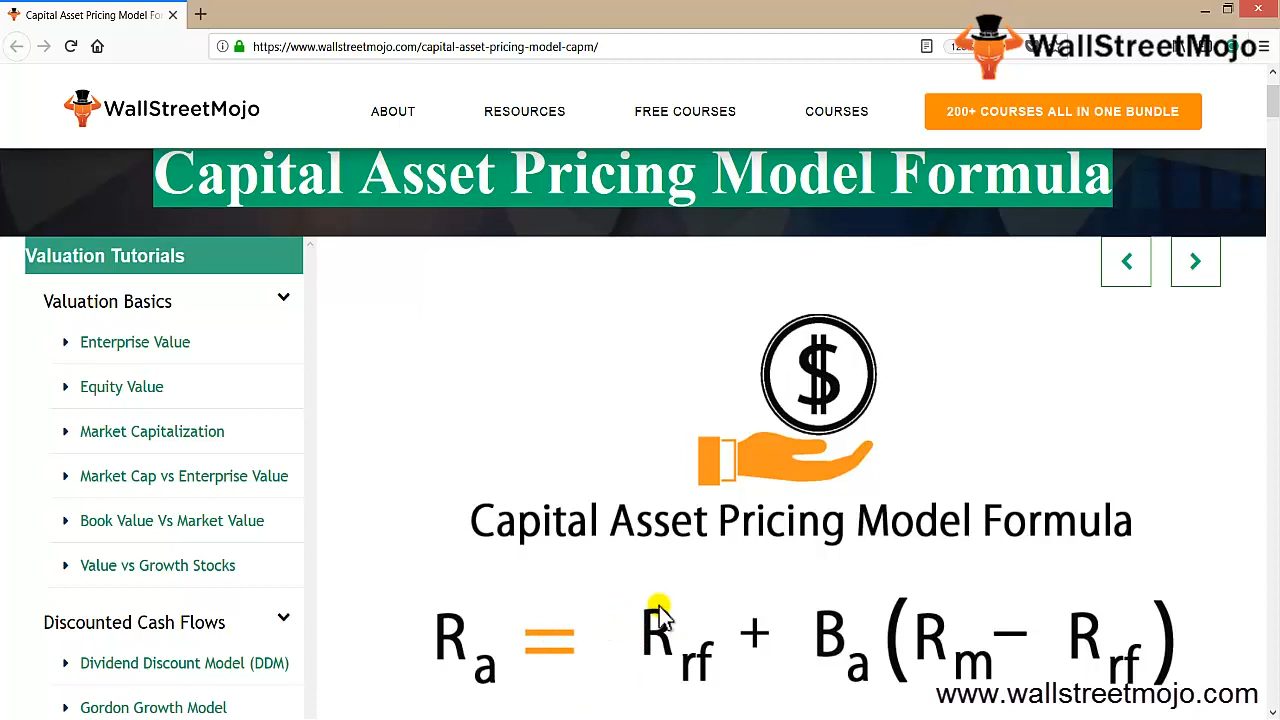 Capital Asset Pricing Model Fo
https://www.wallstreetmojo.com/capital-asset-pricing-model-capm/
WallStreetMojo
WallStreetMojo
ABOUT
RESOURCES
FREE COURSES
COURSES
200+ COURSES ALL IN ONE BUNDLE
Capital Asset Pricing Model Formula
Valuation Tutorials
Valuation Basics
Enterprise Value
Equity Value
Market Capitalization
Market Cap vs Enterprise Value
Book Value Vs Market Value
Value vs Growth Stocks
Discounted Cash Flows
Dividend Discount Model (DDM)
Gordon Growth Model
$
Capital Asset Pricing Model Formula
Ra = Rrf + Ba (Rm − Rrf)
www.wallstreetmojo.com